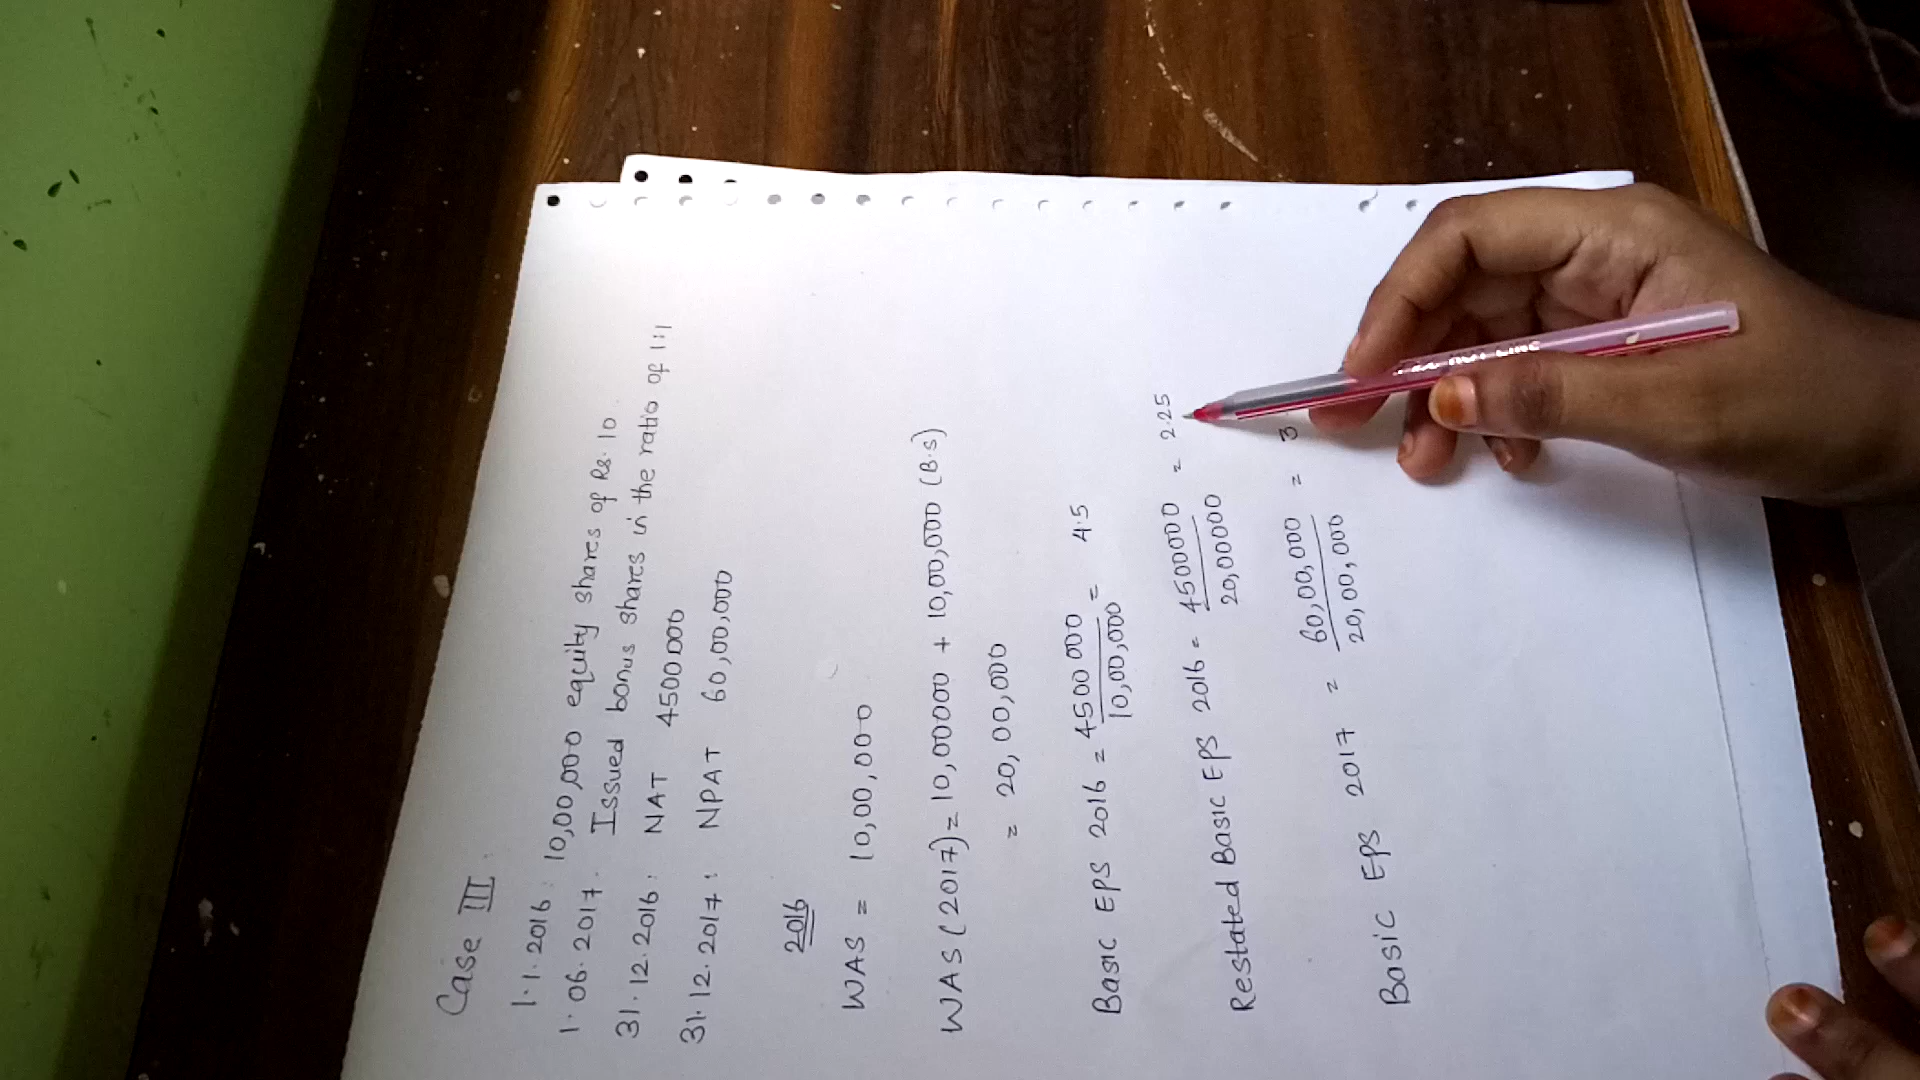 Case III:
1.1.2016: 10,00,000 equity shares of Rs. 10
1.06.2017. Issued bonus shares in the ratio of 1:1
31.12.2016: NAT 4500000
31.12.2017: NPAT 60,00,000
2016
WAS = 10,00,000
WAS (2017) = 10,00000 + 10,00,000 (B.S)
= 20,00,000
Basic EPS 2016 = 4500 000 / 10,00,000 = 4.5
Restated Basic EPS 2016 = 4500000 / 20,00000 = 2.25
Basic EPS 2017 = 60,00,000 / 20,00,000 = 3